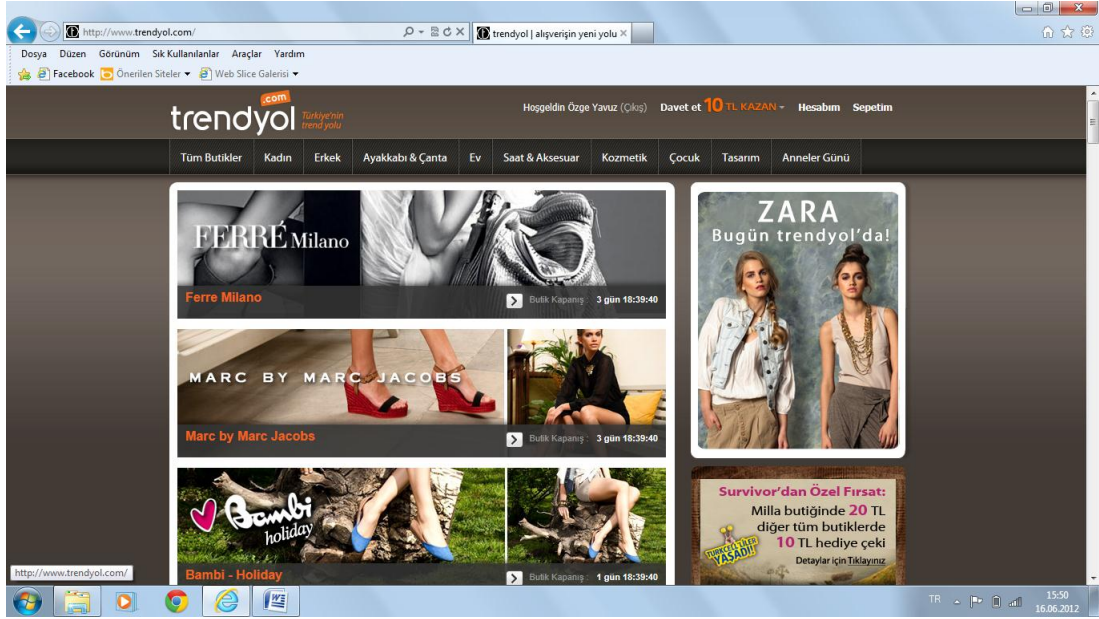 http://www.trendyol.com/
trendyol | alışverişin yeni yolu
Dosya Düzen Görünüm Sık Kullanılanlar Araçlar Yardım
Facebook Önerilen Siteler Web Slice Galerisi
trendyol .com Türkiye'nin
trend yolu
Hoşgeldin Özge Yavuz (Çıkış) Davet et 10 TL KAZAN Hesabım Sepetim
Tüm Butikler Kadın Erkek Ayakkabı & Çanta Ev Saat & Aksesuar Kozmetik Çocuk Tasarım Anneler Günü
FERRÉ Milano
Ferre Milano
Butik Kapanış : 3 gün 18:39:40
MARC BY MARC JACOBS
Marc by Marc Jacobs
Butik Kapanış : 3 gün 18:39:40
Bambi
holiday
Bambi - Holiday
Butik Kapanış : 1 gün 18:39:40
ZARA
Bugün trendyol'da!
Survivor'dan Özel Fırsat:
Milla butiğinde 20 TL
diğer tüm butiklerde
10 TL hediye çeki
TURKCELL'LİLER
YAŞADI!
Detaylar için Tıklayınız
http://www.trendyol.com/
TR
15:50
16.06.2012